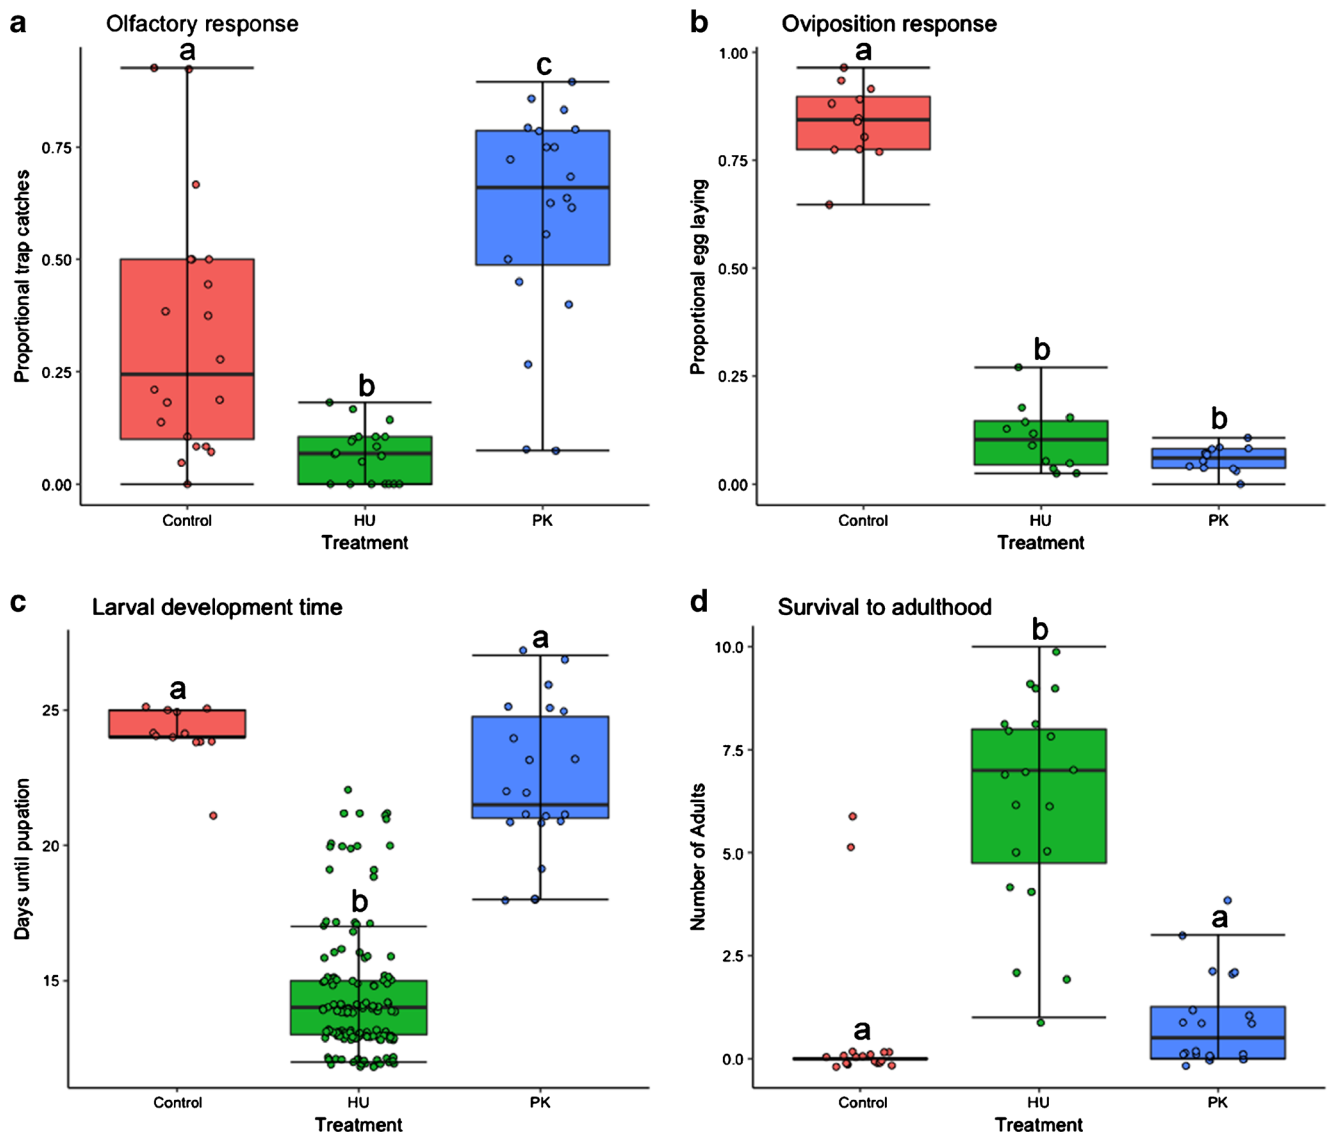 a Olfactory response
a
c
b
0.75
0.50
0.25
0.00
Proportional trap catches
Control HU PK
Treatment
b Oviposition response
a
b
b
1.00
0.75
0.50
0.25
0.00
Proportional egg laying
Control HU PK
Treatment
c Larval development time
a
a
b
25
20
15
Days until pupation
Control HU PK
Treatment
d Survival to adulthood
b
a
a
10.0
7.5
5.0
2.5
0.0
Number of Adults
Control HU PK
Treatment